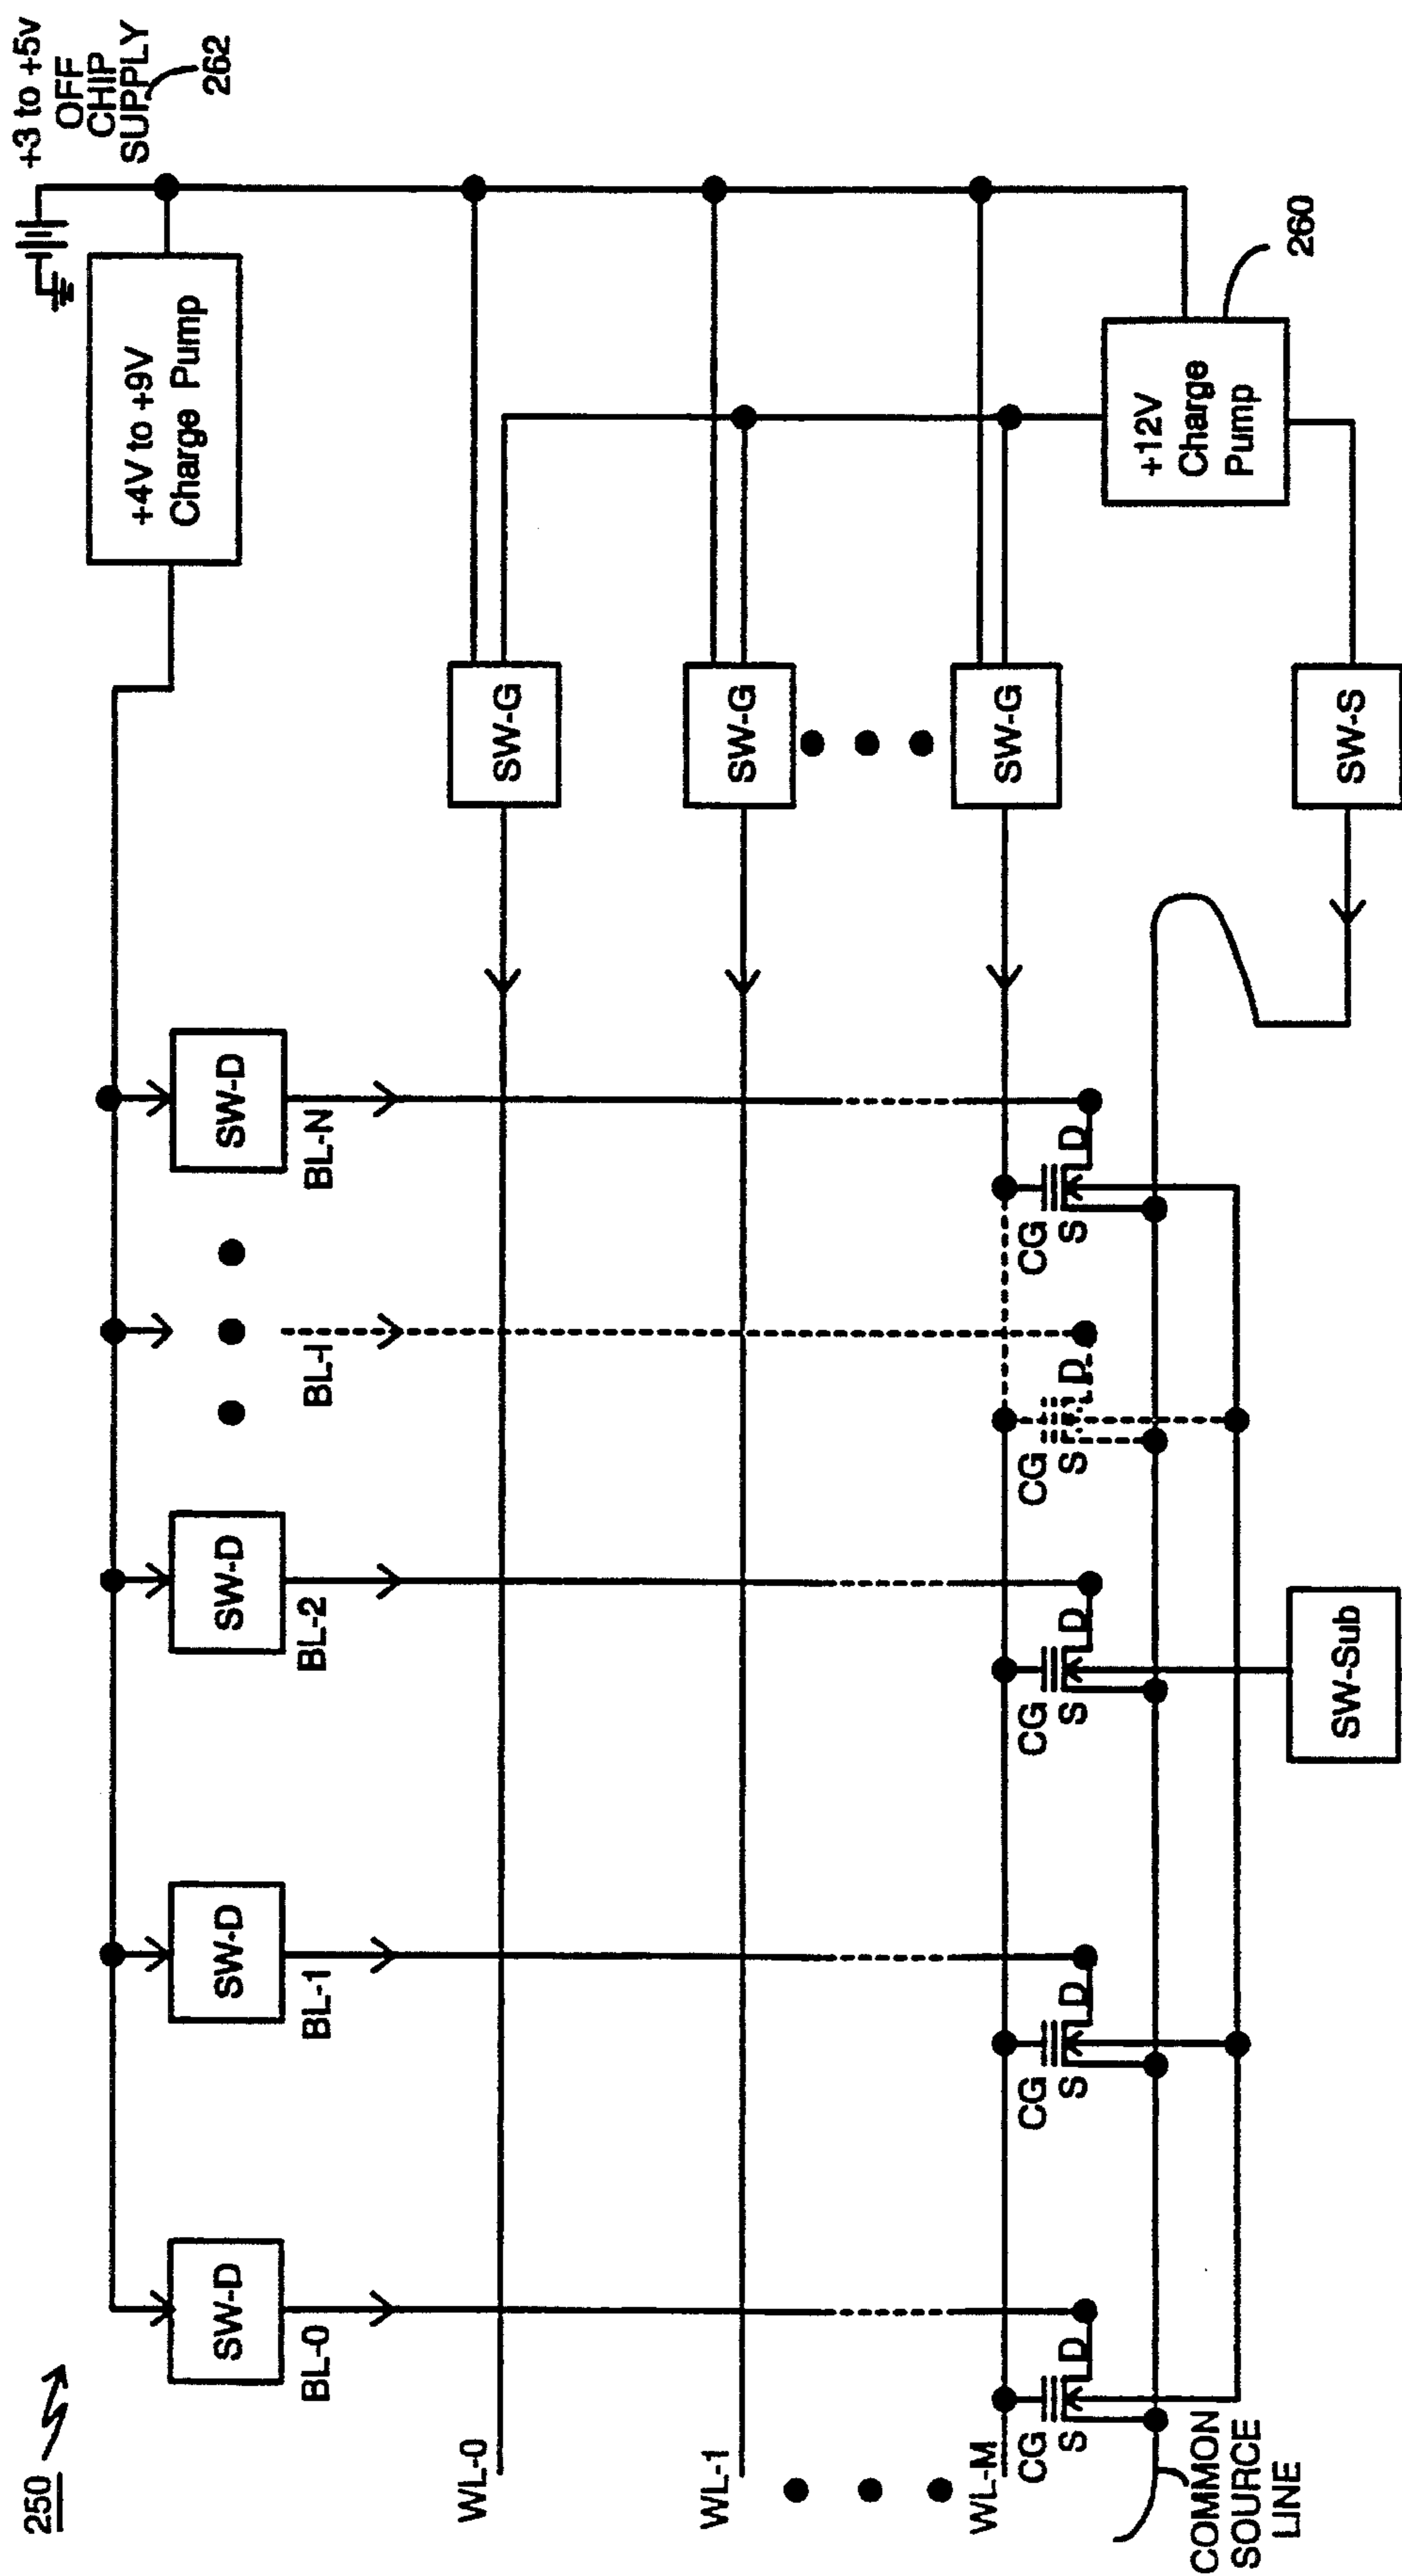 250
+3 to +5v
OFF
CHIP
SUPPLY
262
+4V to +9V
Charge Pump
SW-D
SW-D
SW-D
SW-D
BL-0
BL-1
BL-2
BL-I
BL-N
WL-0
SW-G
WL-1
SW-G
WL-M
SW-G
CG
S
D
CG
S
D
CG
S
D
CG
S
D
CG
S
D
+12V
Charge
Pump
260
COMMON
SOURCE
LINE
SW-Sub
SW-S